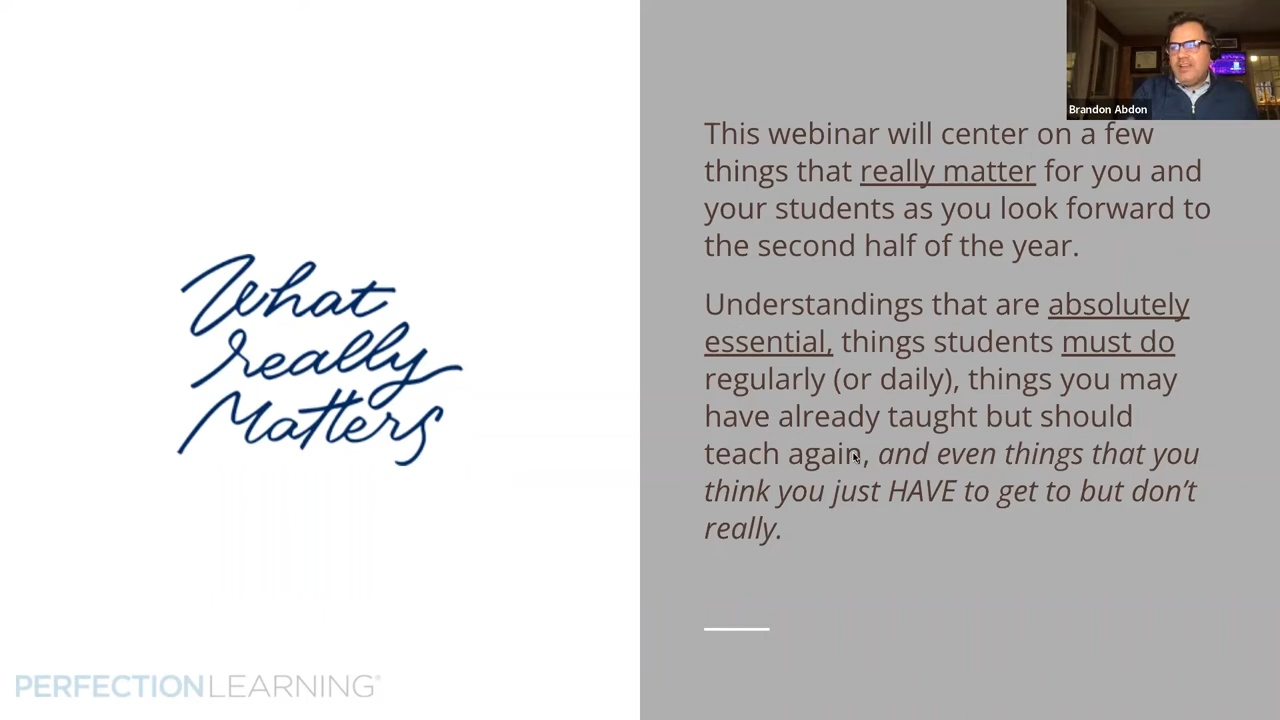 What
really
Matters
PERFECTION LEARNING®
Brandon Abdon
This webinar will center on a few
things that really matter for you and
your students as you look forward to
the second half of the year.
Understandings that are absolutely
essential, things students must do
regularly (or daily), things you may
have already taught but should
teach again, and even things that you
think you just HAVE to get to but don’t
really.